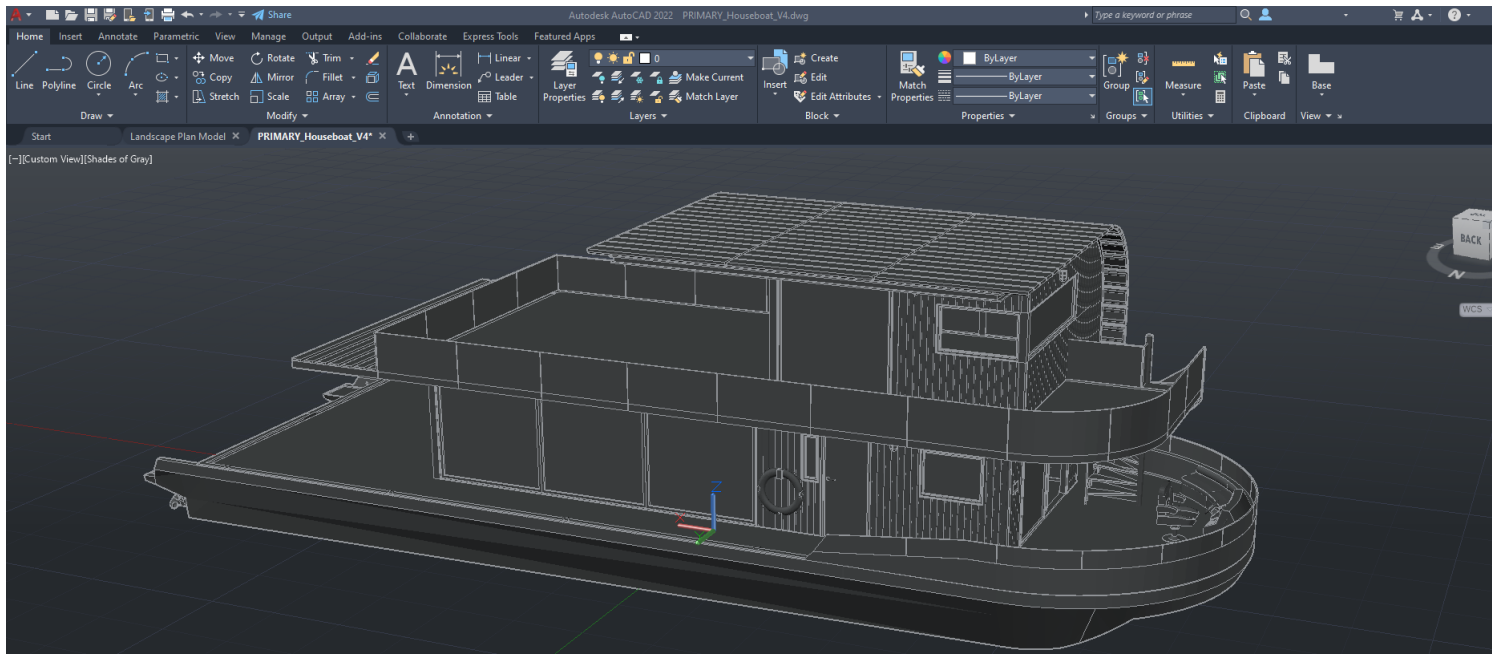 Share
Autodesk AutoCAD 2022 PRIMARY_Houseboat_V4.dwg
Type a keyword or phrase
Home Insert Annotate Parametric View Manage Output Add-ins Collaborate Express Tools Featured Apps
Move Rotate Trim Linear 0 Create ByLayer
Line Polyline Circle Arc Copy Mirror Fillet Text Dimension Leader Layer Properties Make Current Insert Edit Match Properties ByLayer Group Measure Paste Base
Stretch Scale Array Table Match Layer Edit Attributes ByLayer
Draw Modify Annotation Layers Block Properties Groups Utilities Clipboard View
Start Landscape Plan Model PRIMARY_Houseboat_V4* +
[−][Custom View][Shades of Gray]
BACK
N
WCS
Z
X